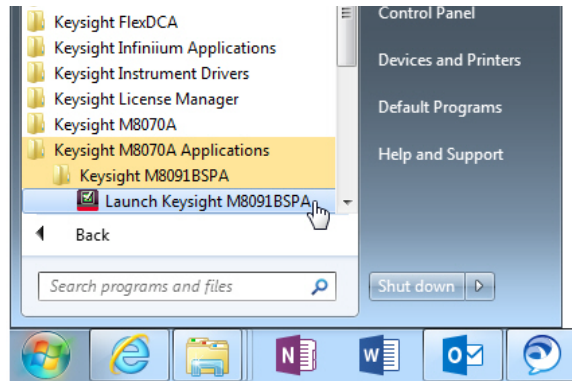 Keysight FlexDCA
Keysight Infiniium Applications
Keysight Instrument Drivers
Keysight License Manager
Keysight M8070A
Keysight M8070A Applications
Keysight M8091BSPA
Launch Keysight M8091BSPA
Back
Search programs and files
Control Panel
Devices and Printers
Default Programs
Help and Support
Shut down
N
W
O